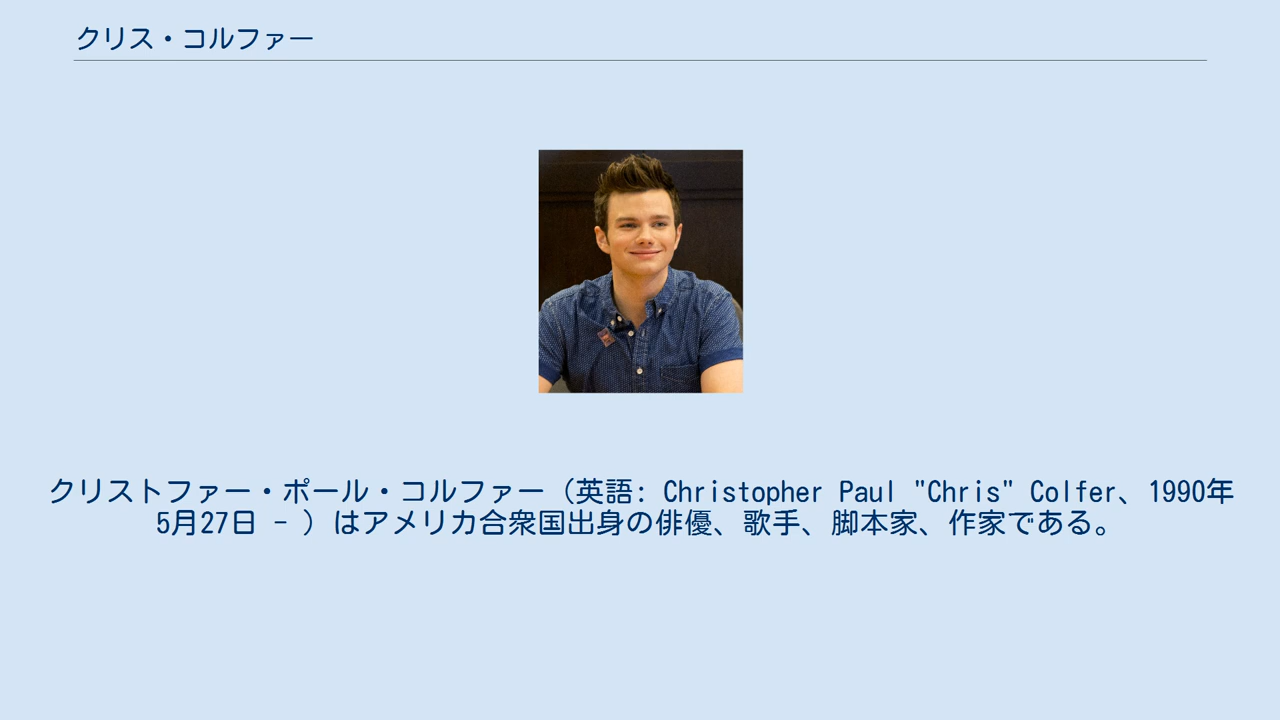 クリス・コルファー
クリストファー・ポール・コルファー（英語: Christopher Paul "Chris" Colfer、1990年
5月27日 - ）はアメリカ合衆国出身の俳優、歌手、脚本家、作家である。